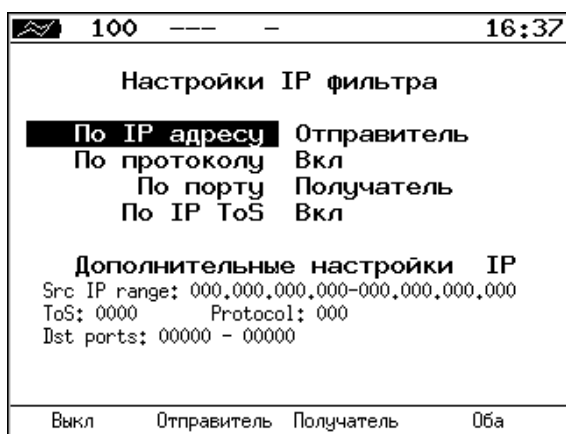 100 --- - 16:37
Настройки IP фильтра
По IP адресу Отправитель
По протоколу Вкл
По порту Получатель
По IP ToS Вкл
Дополнительные настройки IP
Src IP range: 000.000.000.000-000.000.000.000
ToS: 0000 Protocol: 000
Dst ports: 00000 - 00000
Выкл Отправитель Получатель Оба